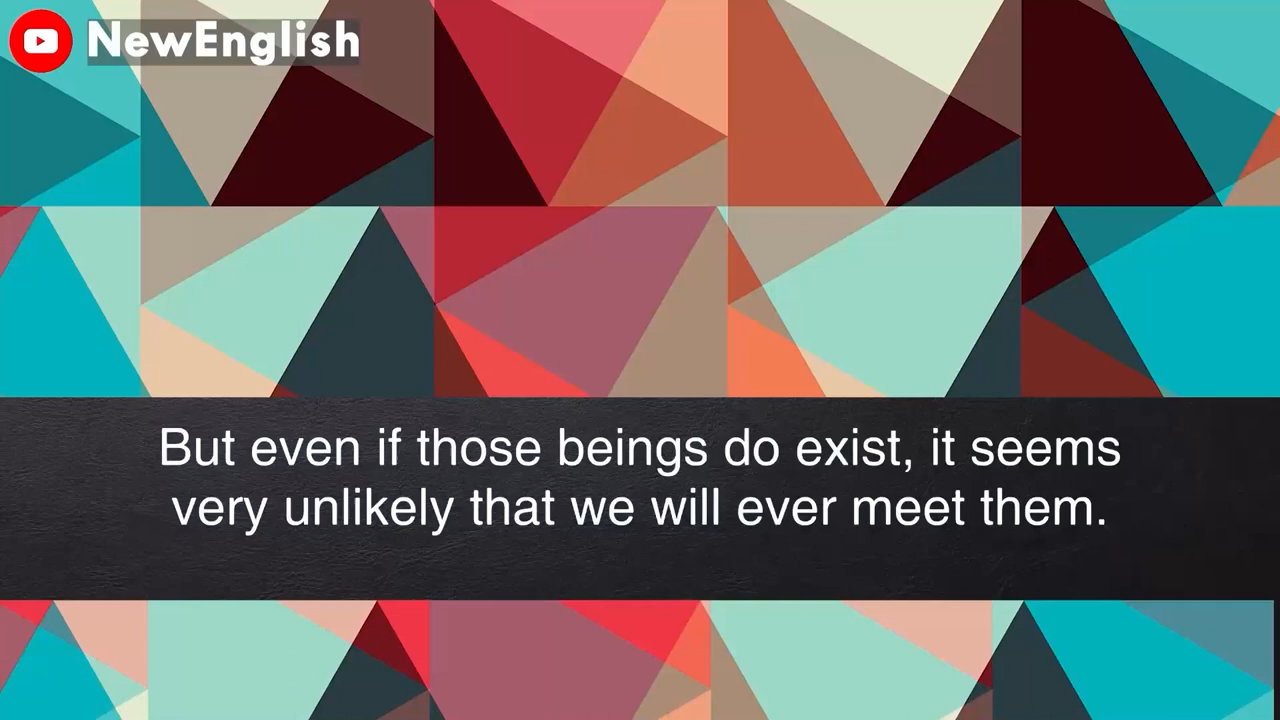 NewEnglish
But even if those beings do exist, it seems
very unlikely that we will ever meet them.